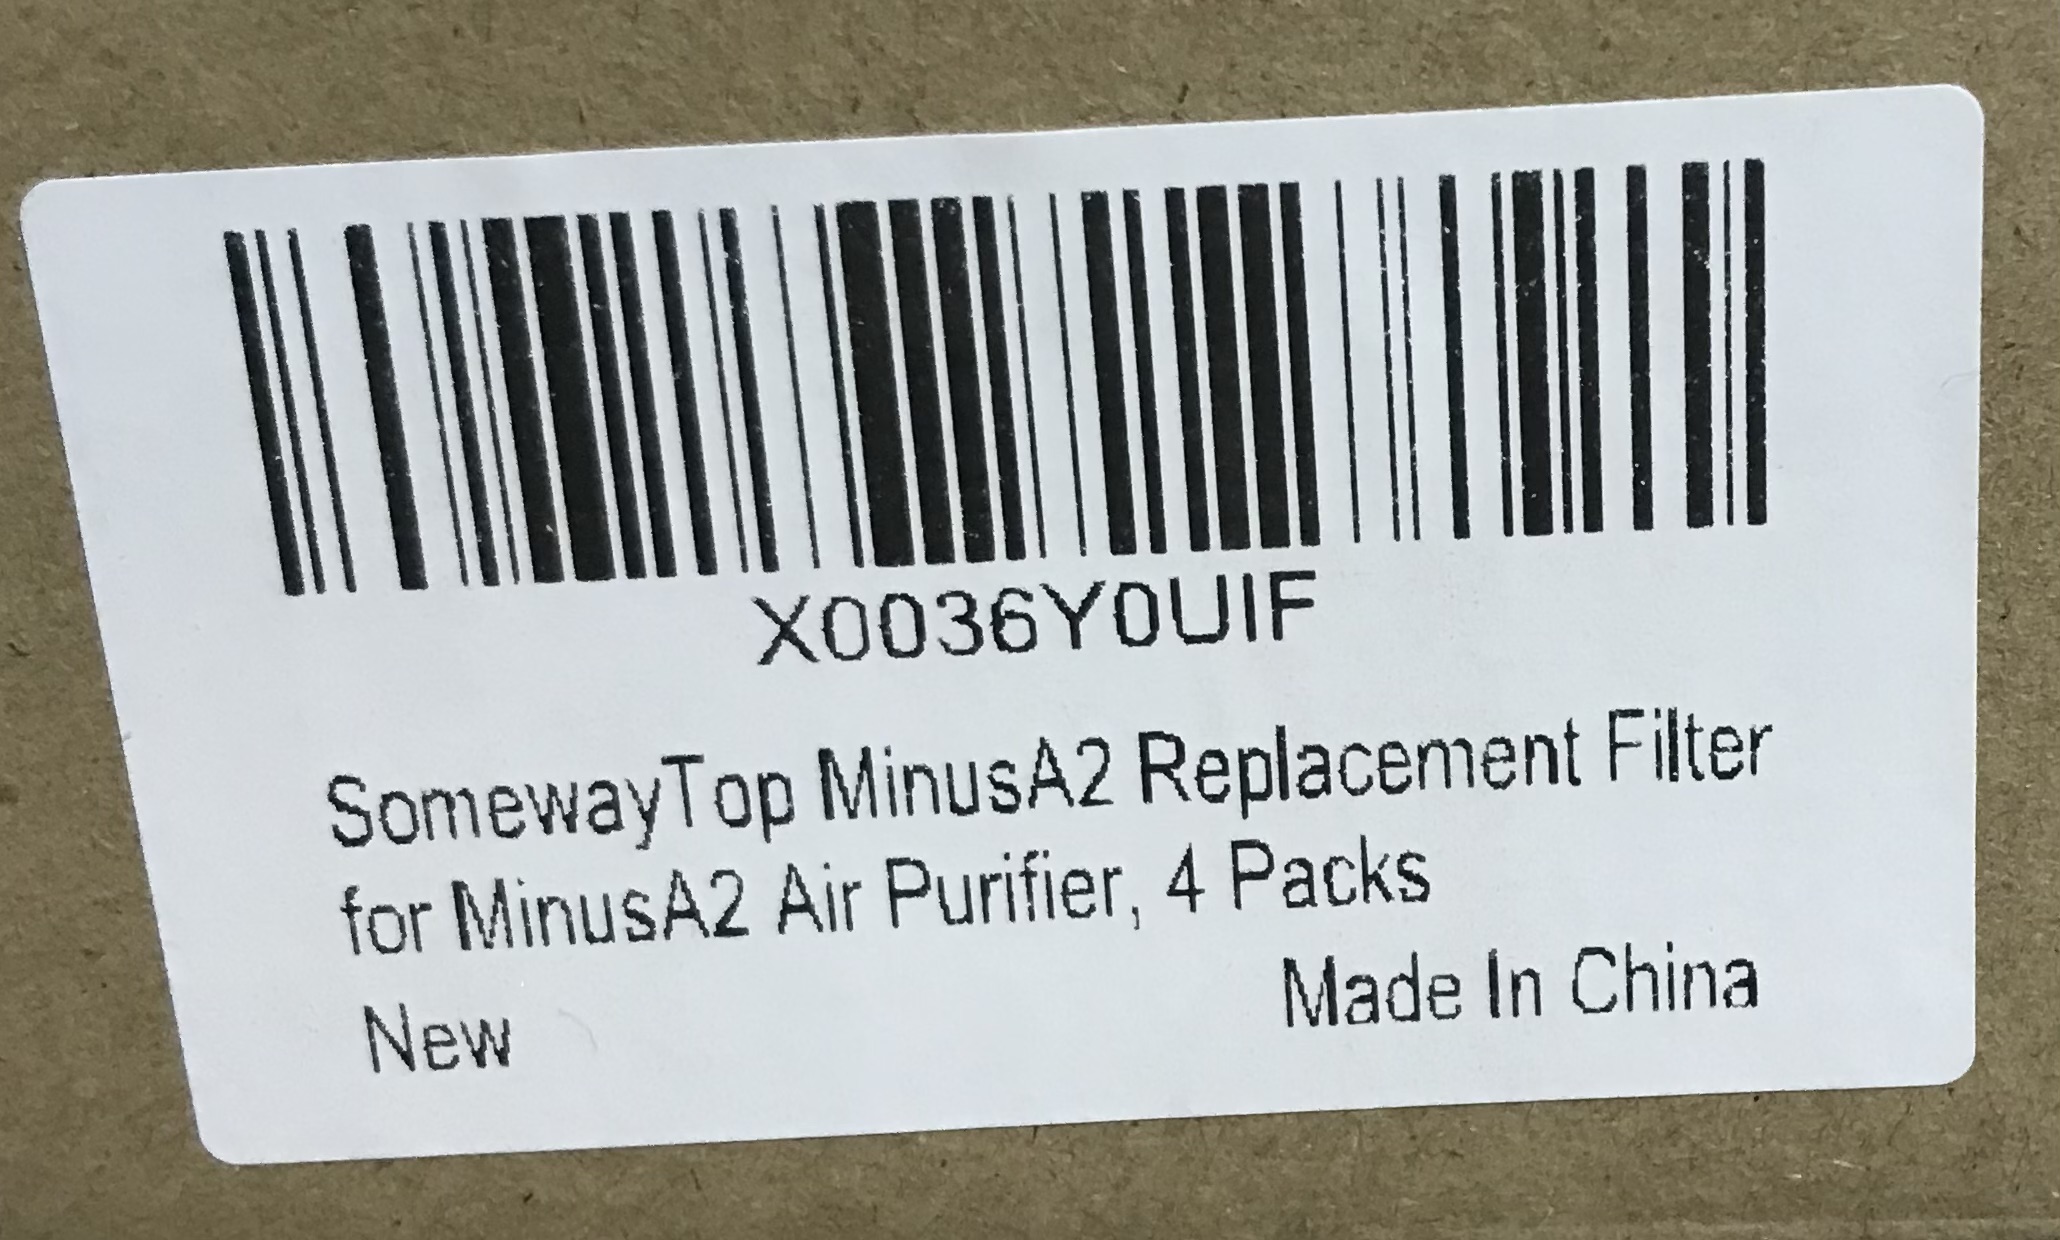 X0036Y0UIF
SomewayTop MinusA2 Replacement Filter
for MinusA2 Air Purifier, 4 Packs
New
Made In China